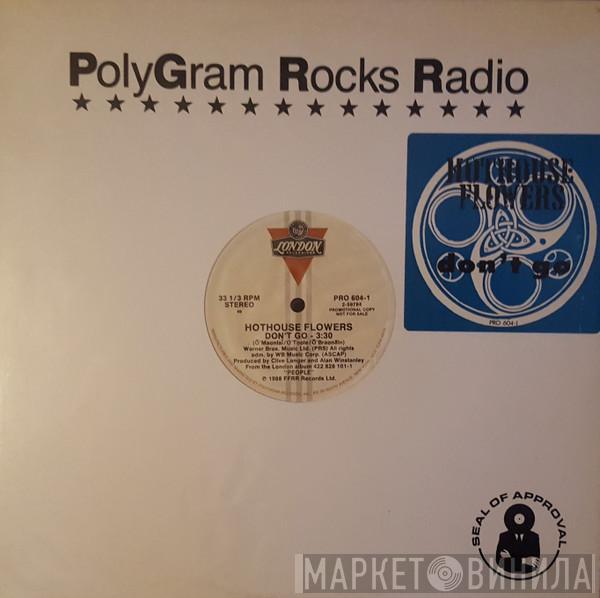 PolyGram Rocks Radio
HOTHOUSE
FLOWERS
don't go
PRO 604-1
LONDON
33 1/3 RPM
STEREO
PRO 604-1
PROMOTIONAL COPY
NOT FOR SALE
HOTHOUSE FLOWERS
DON'T GO - 3:30
Warner Bros. Music Ltd. (PRS) All rights
adm. by WB Music Corp. (ASCAP)
Produced by Clive Langer and Alan Winstanley
From the London album 422 828 101-1
"PEOPLE"
℗ 1988 FFRR Records Ltd.
SEAL OF APPROVAL
МАРКЕТ ВИНИЛА